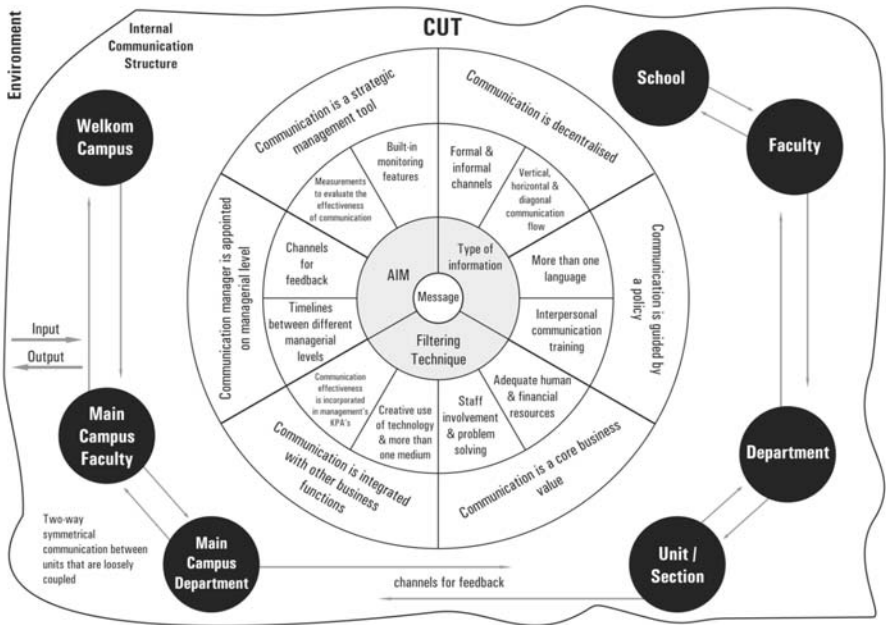 Environment
Internal
Communication
Structure
CUT
Welkom
Campus
School
Faculty
Communication is a strategic
management tool
Communication is decentralised
Communication is guided by
a policy
Communication is a core business
value
Communication is integrated
with other business
functions
Communication manager is appointed
on managerial level
Built-in
monitoring
features
Formal &
informal
channels
Vertical,
horizontal &
diagonal
communication
flow
More than one
language
Interpersonal
communication
training
Adequate human
& financial
resources
Staff
involvement
& problem
solving
Creative use
of technology
& more than
one medium
Communication
effectiveness
is incorporated
in management's
KPA's
Timelines
between different
managerial
levels
Channels
for
feedback
Measurements
to evaluate the
effectiveness
of communication
AIM
Type of
information
Message
Filtering
Technique
Input
Output
Main
Campus
Faculty
Department
Two-way
symmetrical
communication between
units that are loosely
coupled
Main
Campus
Department
channels for feedback
Unit /
Section